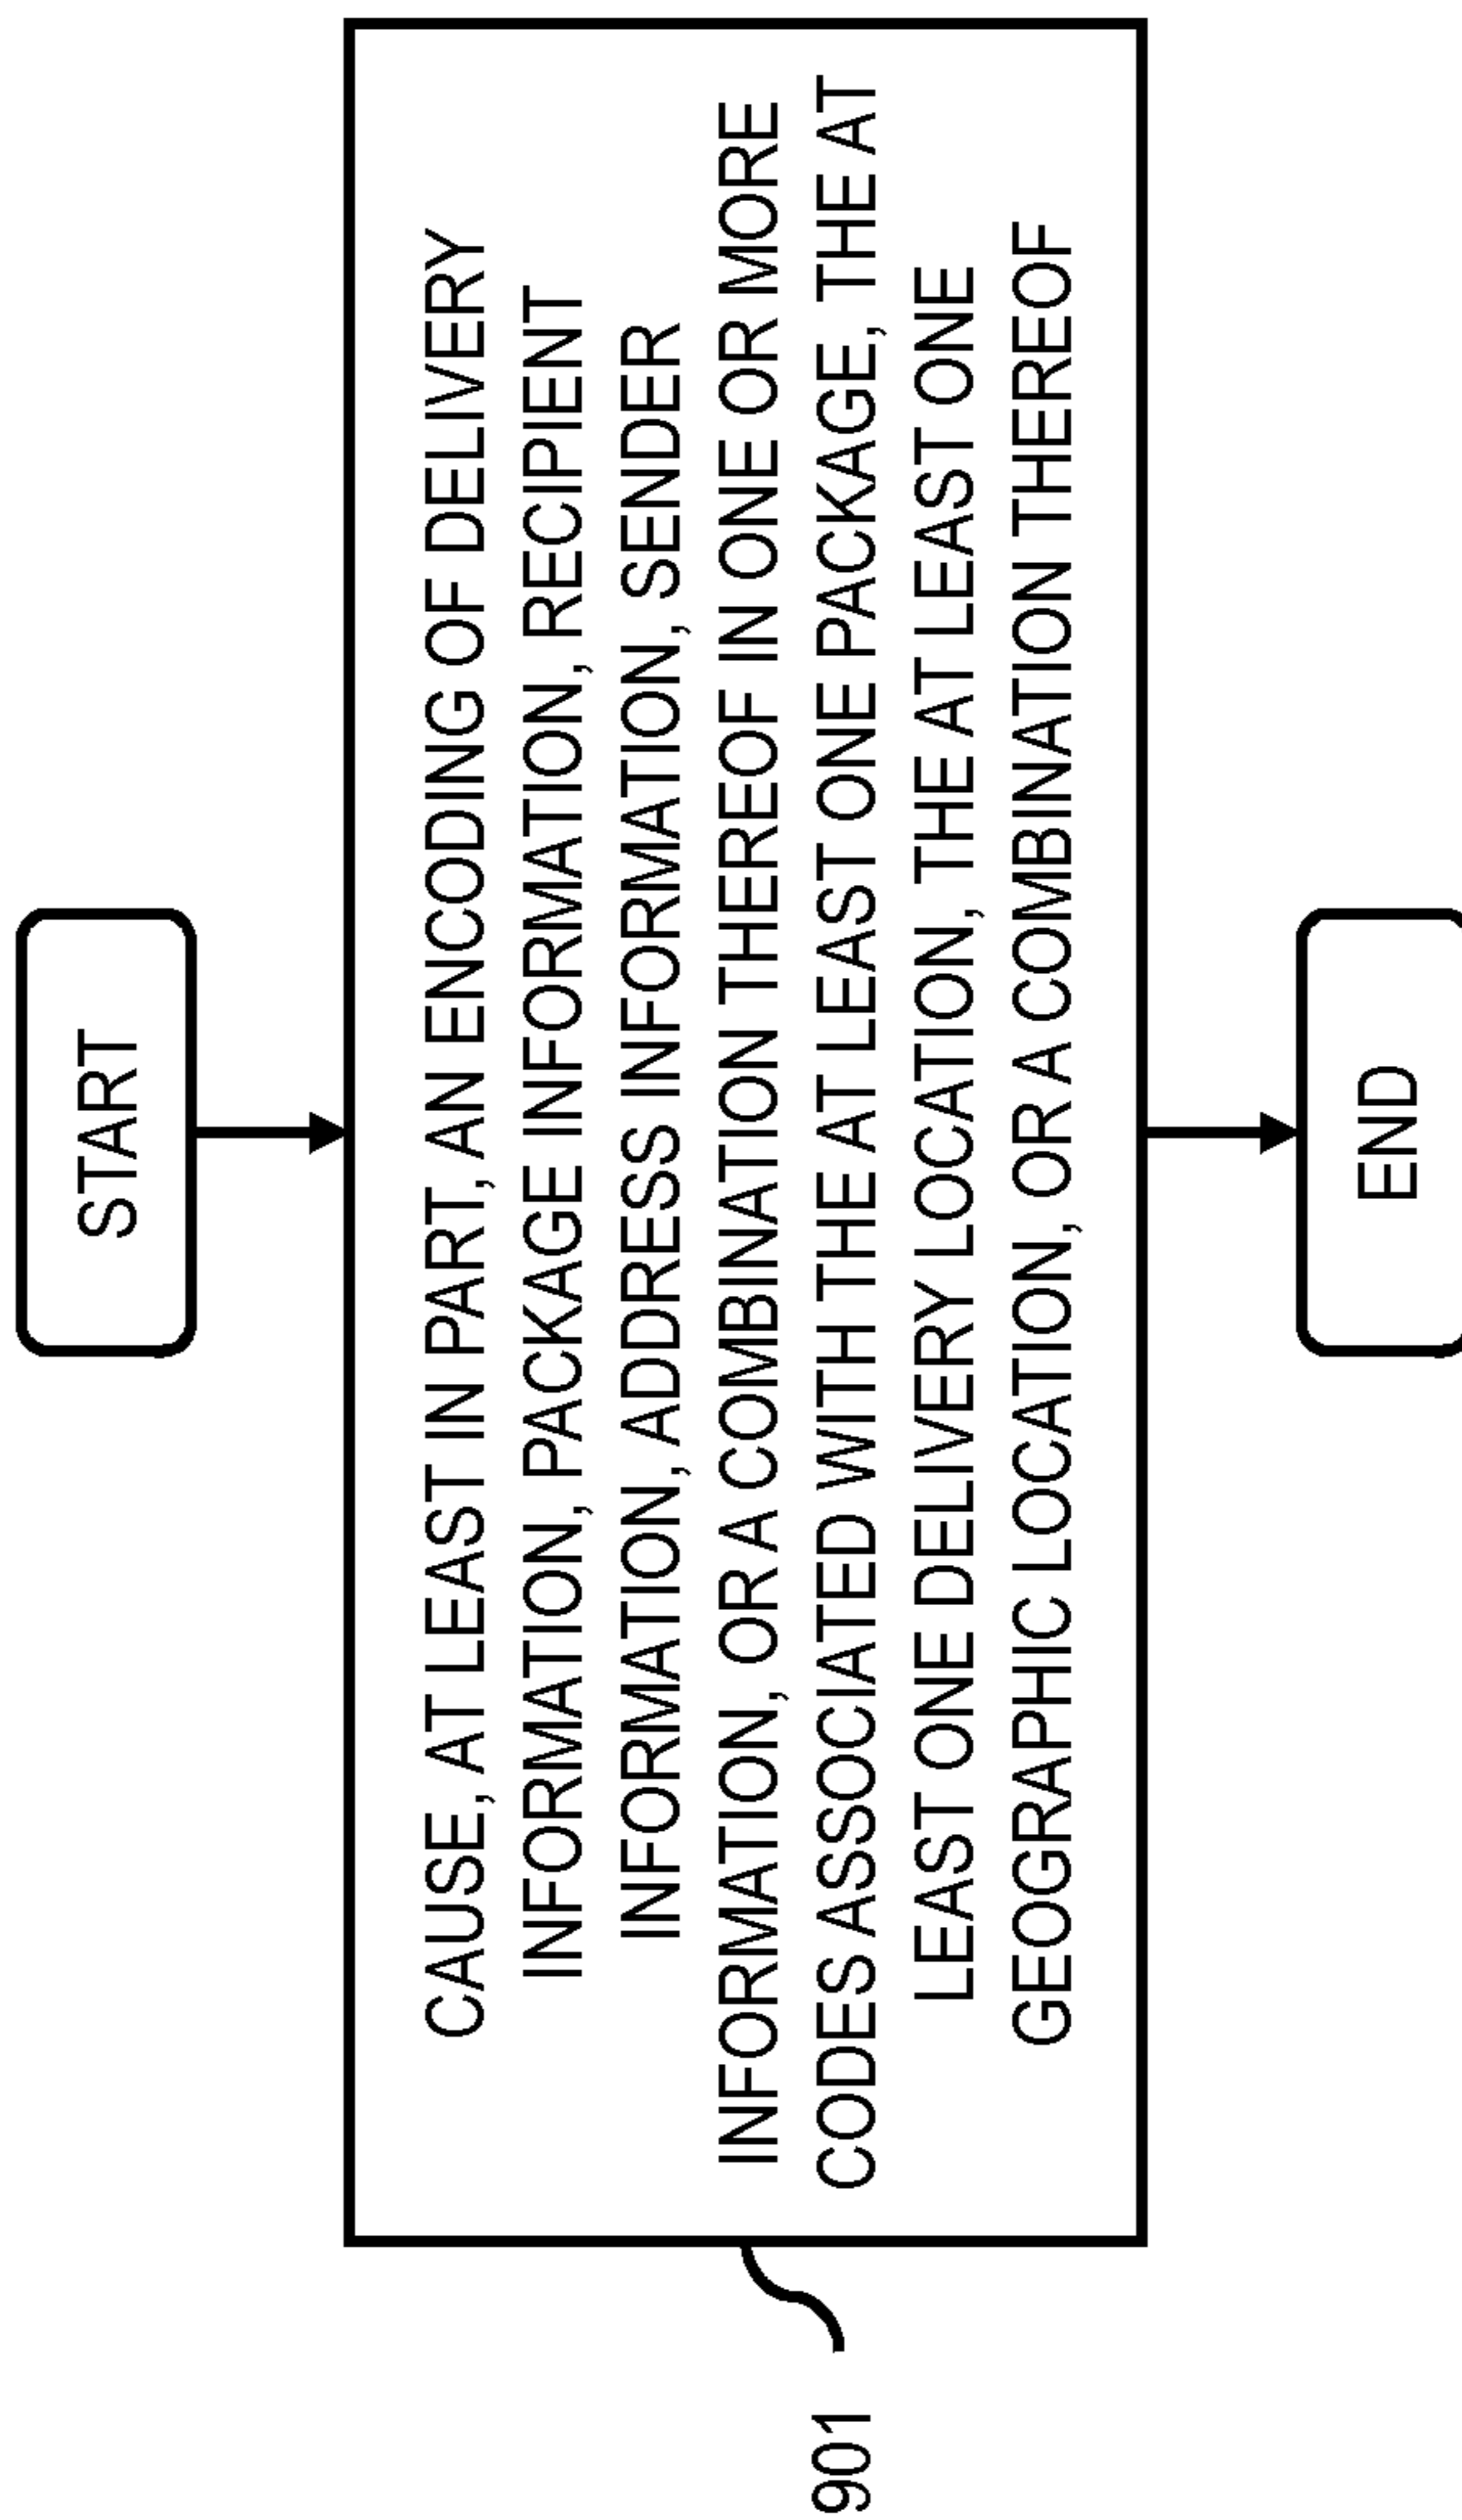 START
CAUSE, AT LEAST IN PART, AN ENCODING OF DELIVERY
INFORMATION, PACKAGE INFORMATION, RECIPIENT
INFORMATION, ADDRESS INFORMATION, SENDER
INFORMATION, OR A COMBINATION THEREOF IN ONE OR MORE
CODES ASSOCIATED WITH THE AT LEAST ONE PACKAGE, THE AT
LEAST ONE DELIVERY LOCATION, THE AT LEAST ONE
GEOGRAPHIC LOCATION, OR A COMBINATION THEREOF
901
END